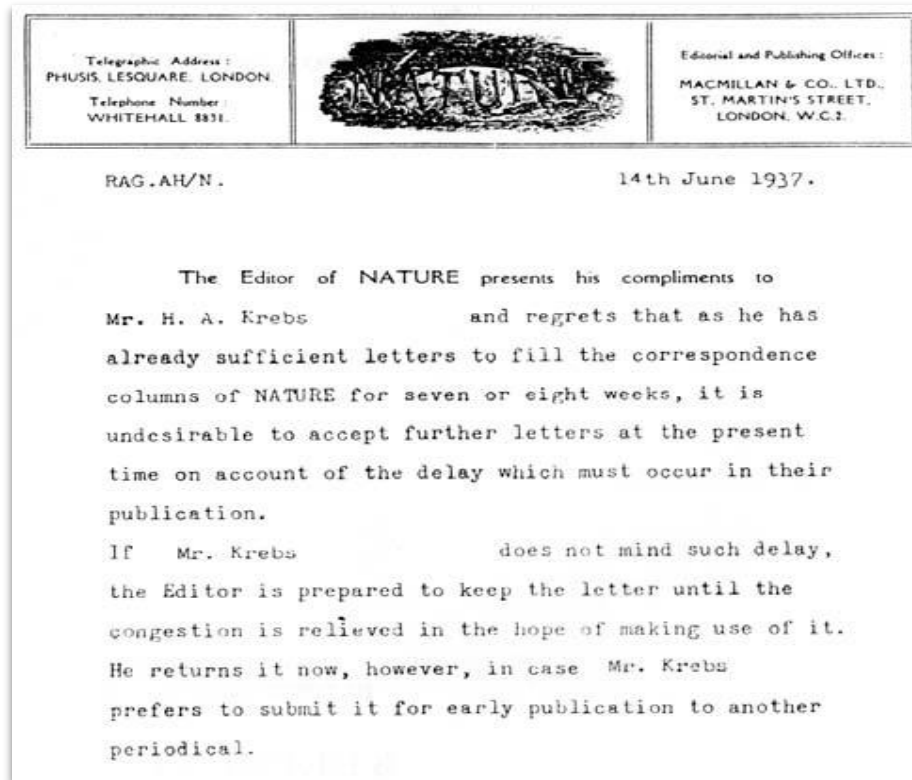 Telegraphic Address :
PHUSIS, LESQUARE, LONDON.
Telephone Number :
WHITEHALL 8831.
NATURE
Editorial and Publishing Offices :
MACMILLAN & CO., LTD.,
ST. MARTIN'S STREET,
LONDON, W.C.2.
RAG.AH/N. 14th June 1937.
The Editor of NATURE presents his compliments to
Mr. H. A. Krebs and regrets that as he has
already sufficient letters to fill the correspondence
columns of NATURE for seven or eight weeks, it is
undesirable to accept further letters at the present
time on account of the delay which must occur in their
publication.
If Mr. Krebs does not mind such delay,
the Editor is prepared to keep the letter until the
congestion is relieved in the hope of making use of it.
He returns it now, however, in case Mr. Krebs
prefers to submit it for early publication to another
periodical.